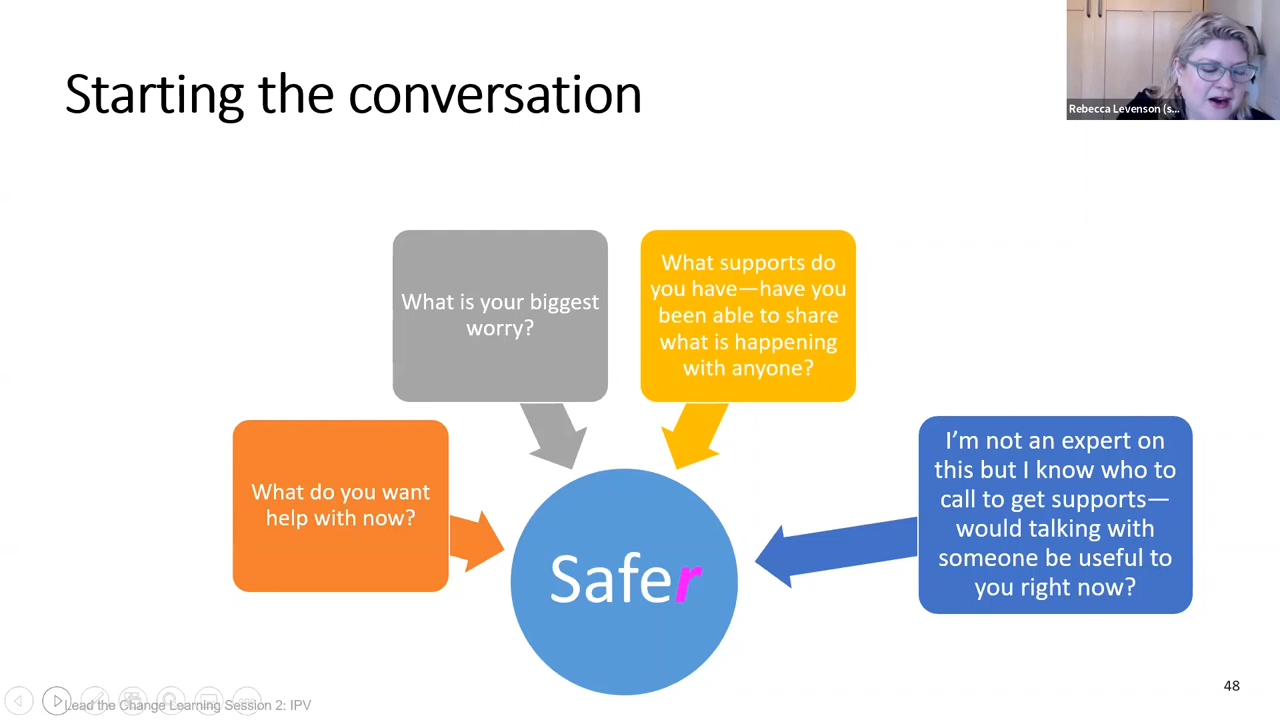 Starting the conversation
Rebecca Levenson (s...
What is your biggest
worry?
What supports do
you have—have you
been able to share
what is happening
with anyone?
What do you want
help with now?
I’m not an expert on
this but I know who to
call to get supports—
would talking with
someone be useful to
you right now?
Safer
48
Lead the Change Learning Session 2: IPV